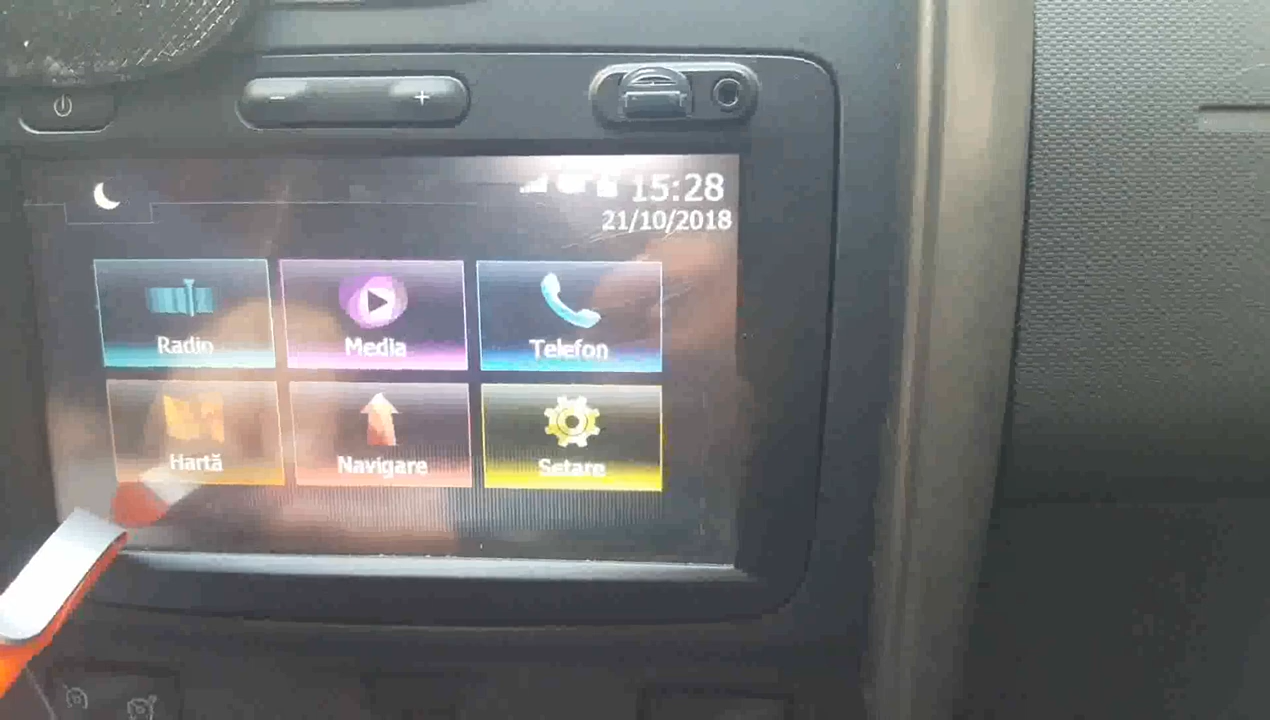 - +
15:28
21/10/2018
Radio Media Telefon
Hartă Navigare Setare